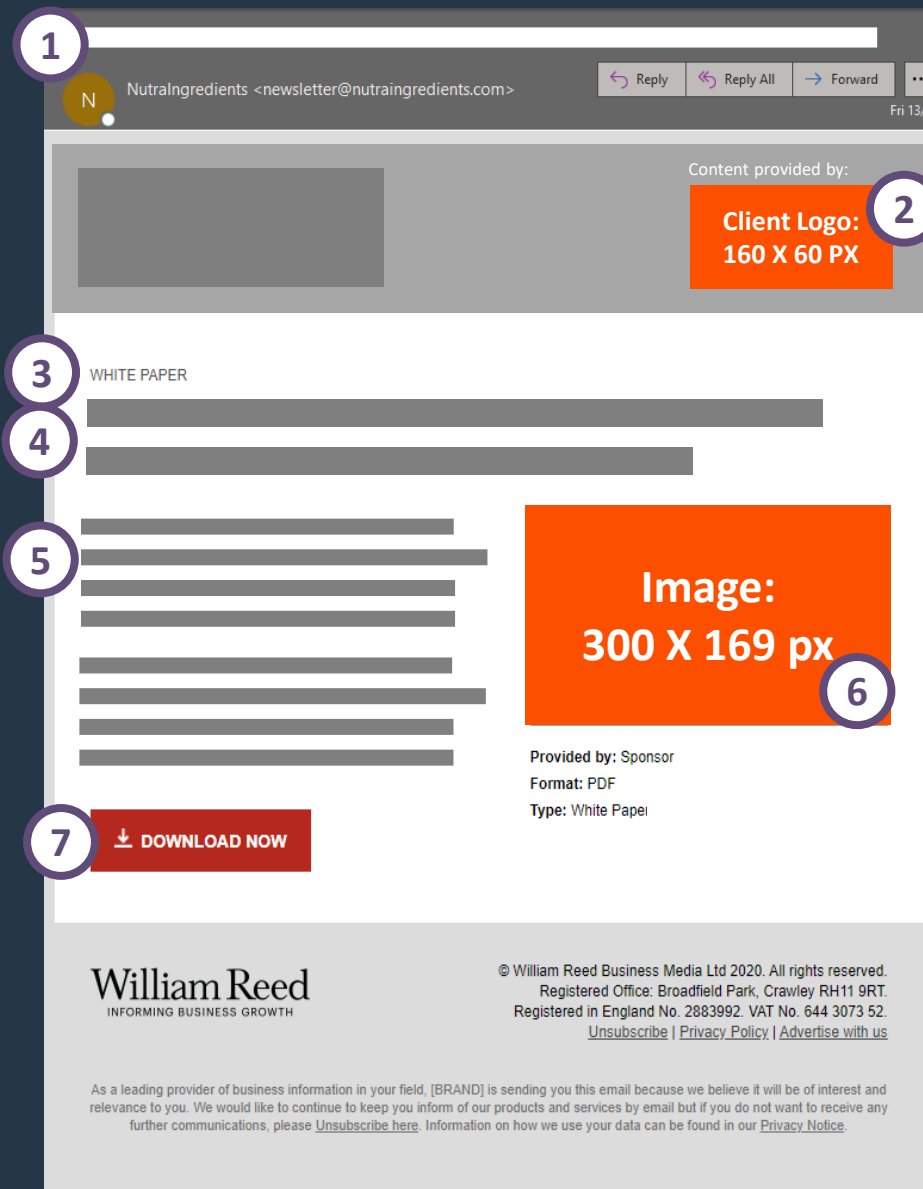 1
N
NutraIngredients <newsletter@nutraingredients.com>
Reply
Reply All
Forward
Fri 13/
Content provided by:
Client Logo:
160 X 60 PX
2
3
WHITE PAPER
4
5
Image:
300 X 169 px
6
Provided by: Sponsor
Format: PDF
Type: White Paper
7
DOWNLOAD NOW
William Reed
INFORMING BUSINESS GROWTH
© William Reed Business Media Ltd 2020. All rights reserved.
Registered Office: Broadfield Park, Crawley RH11 9RT.
Registered in England No. 2883992. VAT No. 644 3073 52.
Unsubscribe | Privacy Policy | Advertise with us
As a leading provider of business information in your field, [BRAND] is sending you this email because we believe it will be of interest and
relevance to you. We would like to continue to keep you inform of our products and services by email but if you do not want to receive any
further communications, please Unsubscribe here. Information on how we use your data can be found in our Privacy Notice.